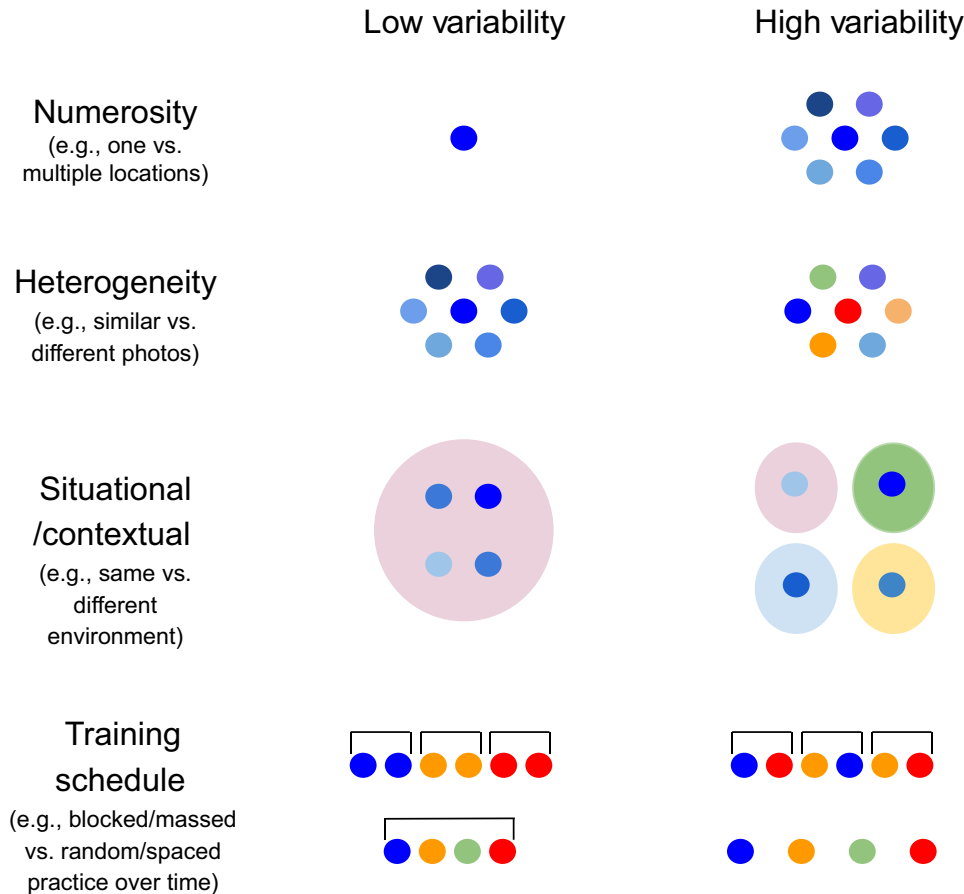 Low variability
High variability
Numerosity
(e.g., one vs.
multiple locations)
Heterogeneity
(e.g., similar vs.
different photos)
Situational
/contextual
(e.g., same vs.
different
environment)
Training
schedule
(e.g., blocked/massed
vs. random/spaced
practice over time)